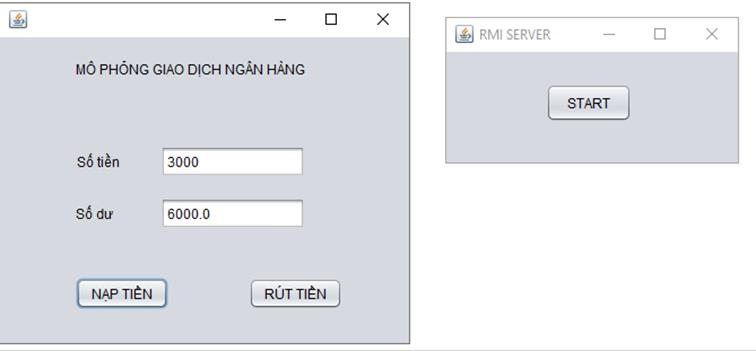 MÔ PHỎNG GIAO DỊCH NGÂN HÀNG
Số tiền 3000
Số dư 6000.0
NẠP TIỀN RÚT TIỀN
RMI SERVER
START